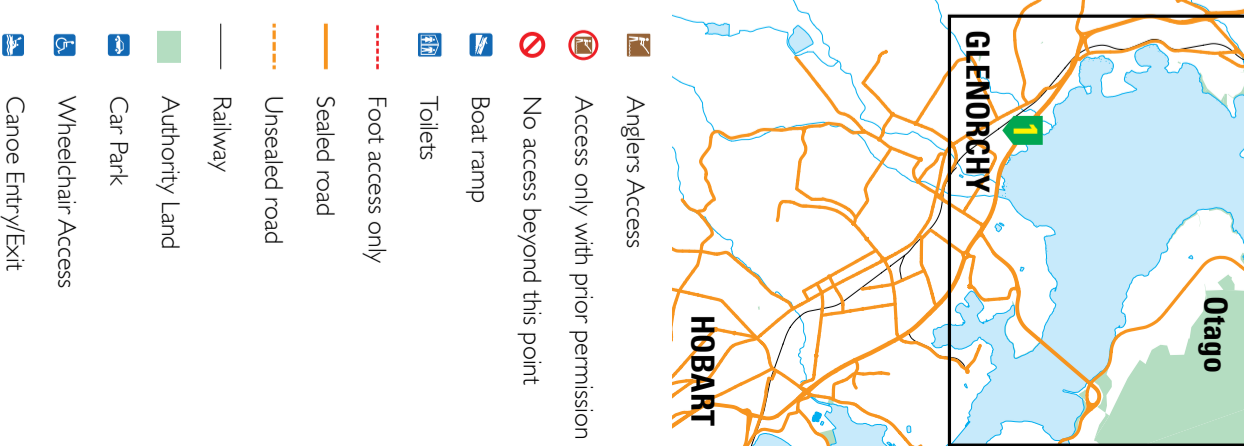 Anglers Access
Access only with prior permission
No access beyond this point
Boat ramp
Toilets
Foot access only
Sealed road
Unsealed road
Railway
Authority Land
Car Park
Wheelchair Access
Canoe Entry/Exit
Otago
GLENORCHY
1
HOBART